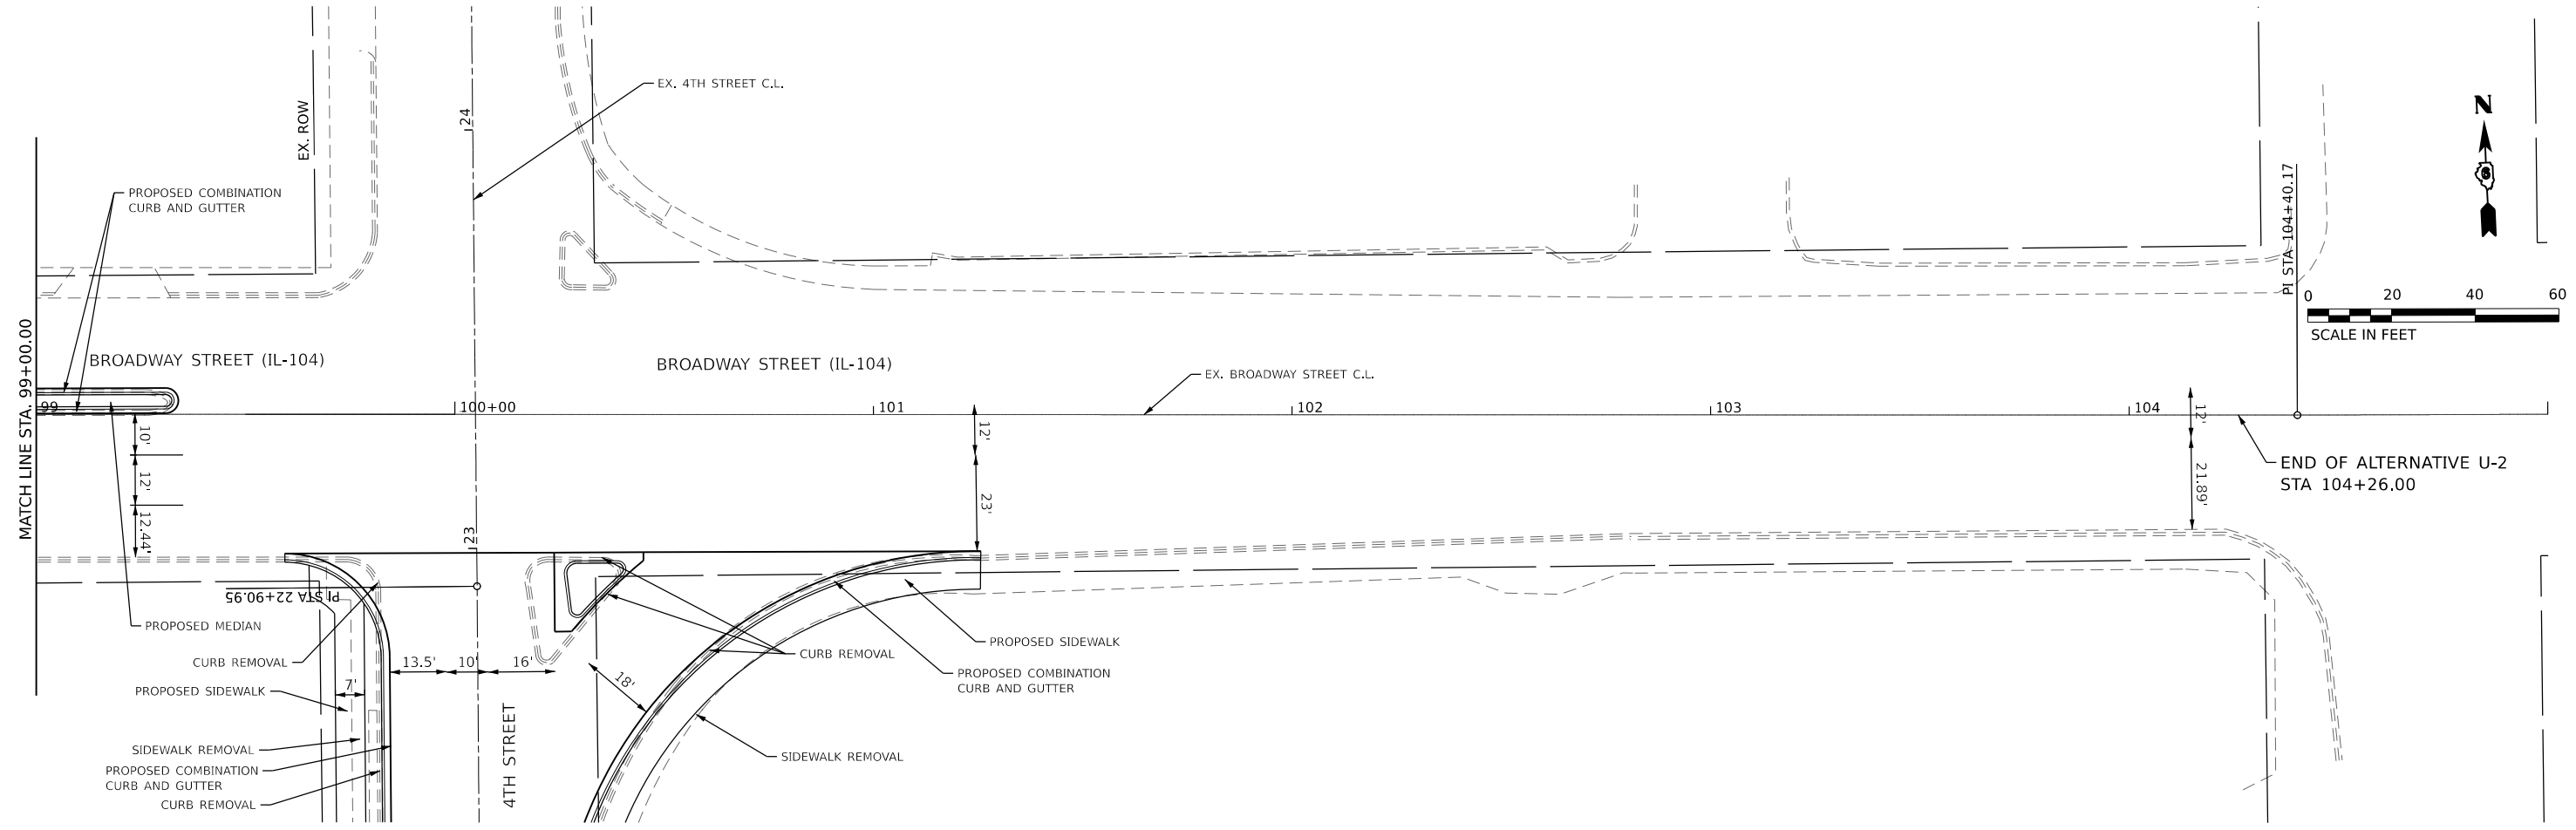 EX. 4TH STREET C.L.
24
EX. ROW
PROPOSED COMBINATION
CURB AND GUTTER
N
6
PI STA 104+40.17
0 20 40 60
SCALE IN FEET
MATCH LINE STA. 99+00.00
BROADWAY STREET (IL-104)
BROADWAY STREET (IL-104)
EX. BROADWAY STREET C.L.
99
100+00
101
102
103
104
10'
12'
12.44'
12'
23'
12'
21.89'
END OF ALTERNATIVE U-2
STA 104+26.00
23
PI STA 22+90.95
PROPOSED MEDIAN
CURB REMOVAL
PROPOSED SIDEWALK
7'
13.5'
10'
16'
18'
CURB REMOVAL
PROPOSED SIDEWALK
PROPOSED COMBINATION
CURB AND GUTTER
4TH STREET
SIDEWALK REMOVAL
SIDEWALK REMOVAL
PROPOSED COMBINATION
CURB AND GUTTER
CURB REMOVAL